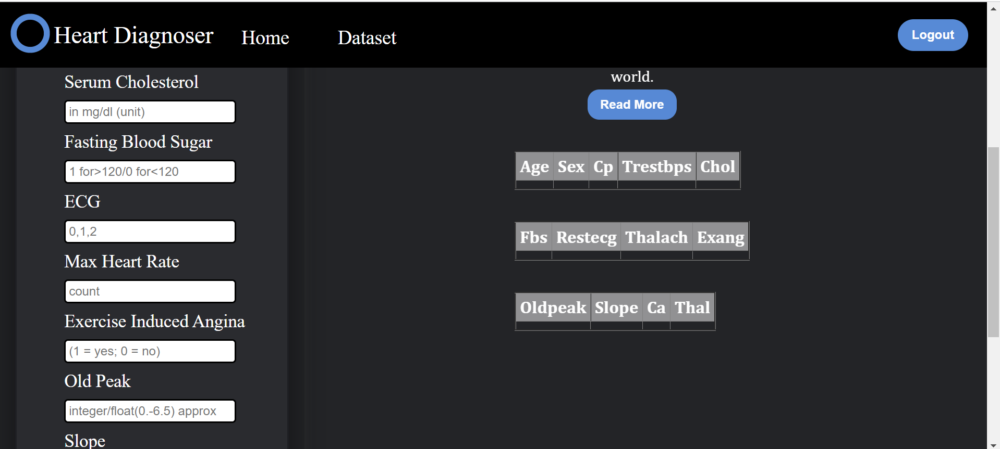 Heart Diagnoser Home Dataset Logout
Serum Cholesterol
in mg/dl (unit)
Fasting Blood Sugar
1 for>120/0 for<120
ECG
0,1,2
Max Heart Rate
count
Exercise Induced Angina
(1 = yes; 0 = no)
Old Peak
integer/float(0.-6.5) approx
Slope
world.
Read More
Age Sex Cp Trestbps Chol
Fbs Restecg Thalach Exang
Oldpeak Slope Ca Thal